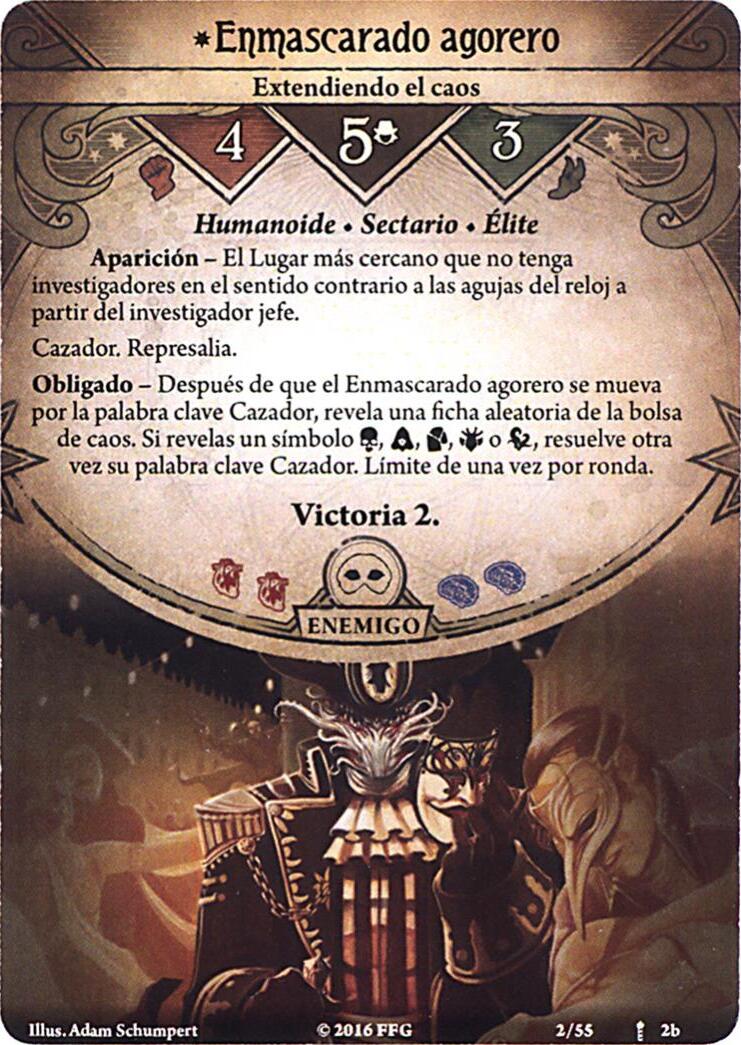 Enmascarado agorero
Extendiendo el caos
4 5 3
Humanoide • Sectario • Élite
Aparición – El Lugar más cercano que no tenga
investigadores en el sentido contrario a las agujas del reloj a
partir del investigador jefe.
Cazador. Represalia.
Obligado – Después de que el Enmascarado agorero se mueva
por la palabra clave Cazador, revela una ficha aleatoria de la bolsa
de caos. Si revelas un símbolo , , , o , resuelve otra
vez su palabra clave Cazador. Límite de una vez por ronda.
Victoria 2.
ENEMIGO
Illus. Adam Schumpert © 2016 FFG 2/55 2b